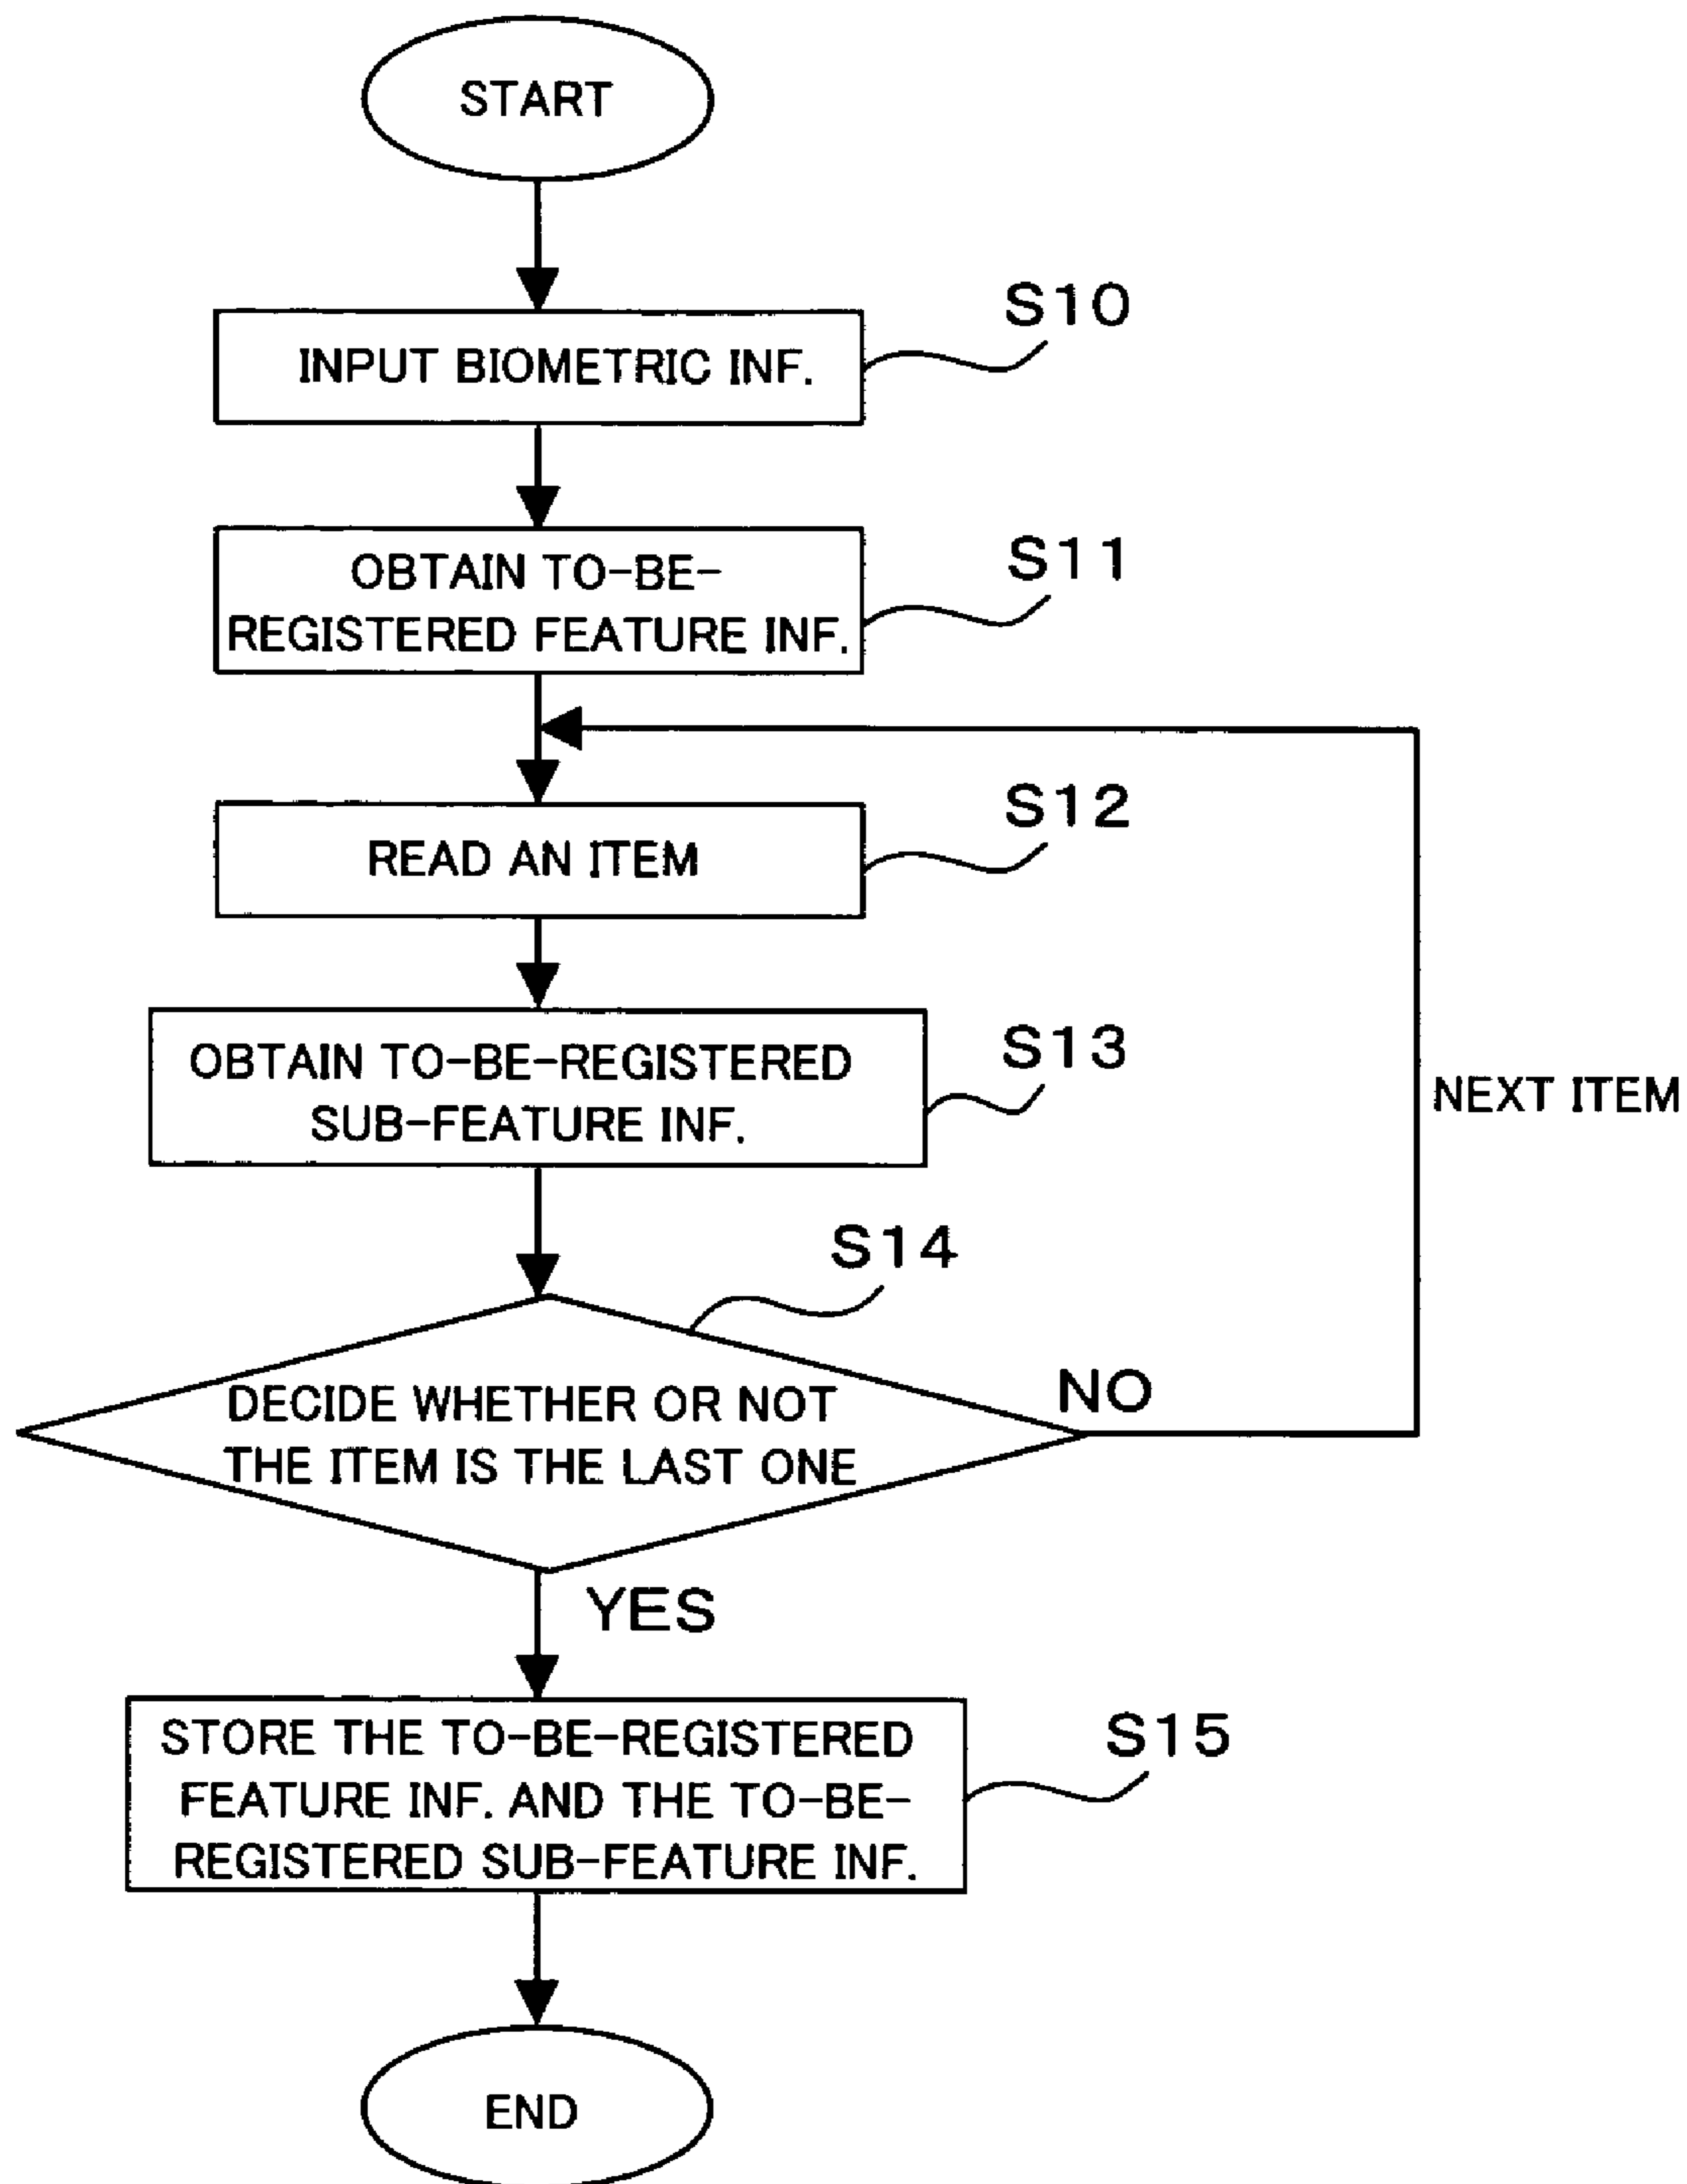 START
S10
INPUT BIOMETRIC INF.
S11
OBTAIN TO-BE-
REGISTERED FEATURE INF.
S12
READ AN ITEM
S13
OBTAIN TO-BE-REGISTERED
SUB-FEATURE INF.
NEXT ITEM
S14
DECIDE WHETHER OR NOT
THE ITEM IS THE LAST ONE
NO
YES
S15
STORE THE TO-BE-REGISTERED
FEATURE INF. AND THE TO-BE-
REGISTERED SUB-FEATURE INF.
END